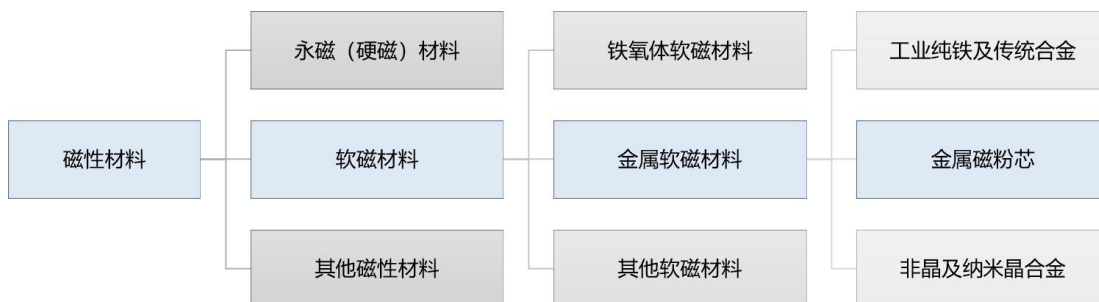 永磁（硬磁）材料
铁氧体软磁材料
工业纯铁及传统合金
磁性材料
软磁材料
金属软磁材料
金属磁粉芯
其他磁性材料
其他软磁材料
非晶及纳米晶合金